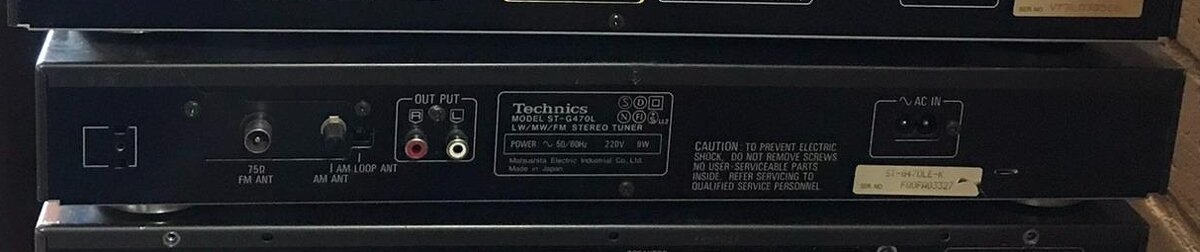 SER. NO.
OUT PUT
R
L
75Ω
FM ANT
AM ANT
AM LOOP ANT
Technics
MODEL ST-G470L
LW/MW/FM STEREO TUNER
POWER ∿ 50/60Hz 220V 9W
Matsushita Electric Industrial Co., Ltd.
Made in Japan
S D
N FI
CAUTION: TO PREVENT ELECTRIC
SHOCK, DO NOT REMOVE SCREWS
NO USER-SERVICEABLE PARTS
INSIDE. REFER SERVICING TO
QUALIFIED SERVICE PERSONNEL
∿ AC IN
ST-G470LE-K
SER. NO. FQ0FA03327